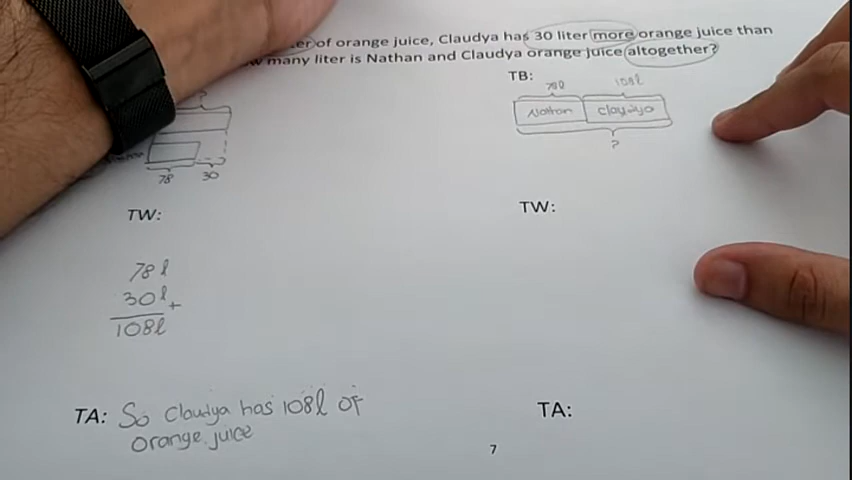 of orange juice, Claudya has 30 liter more orange juice than
many liter is Nathan and Claudya orange juice altogether?
TB:
78l 108l
Nathan Claudya
?
?
78 30
TW:
TW:
78l
30l +
108l
TA: So Claudya has 108l of
orange juice
TA:
7